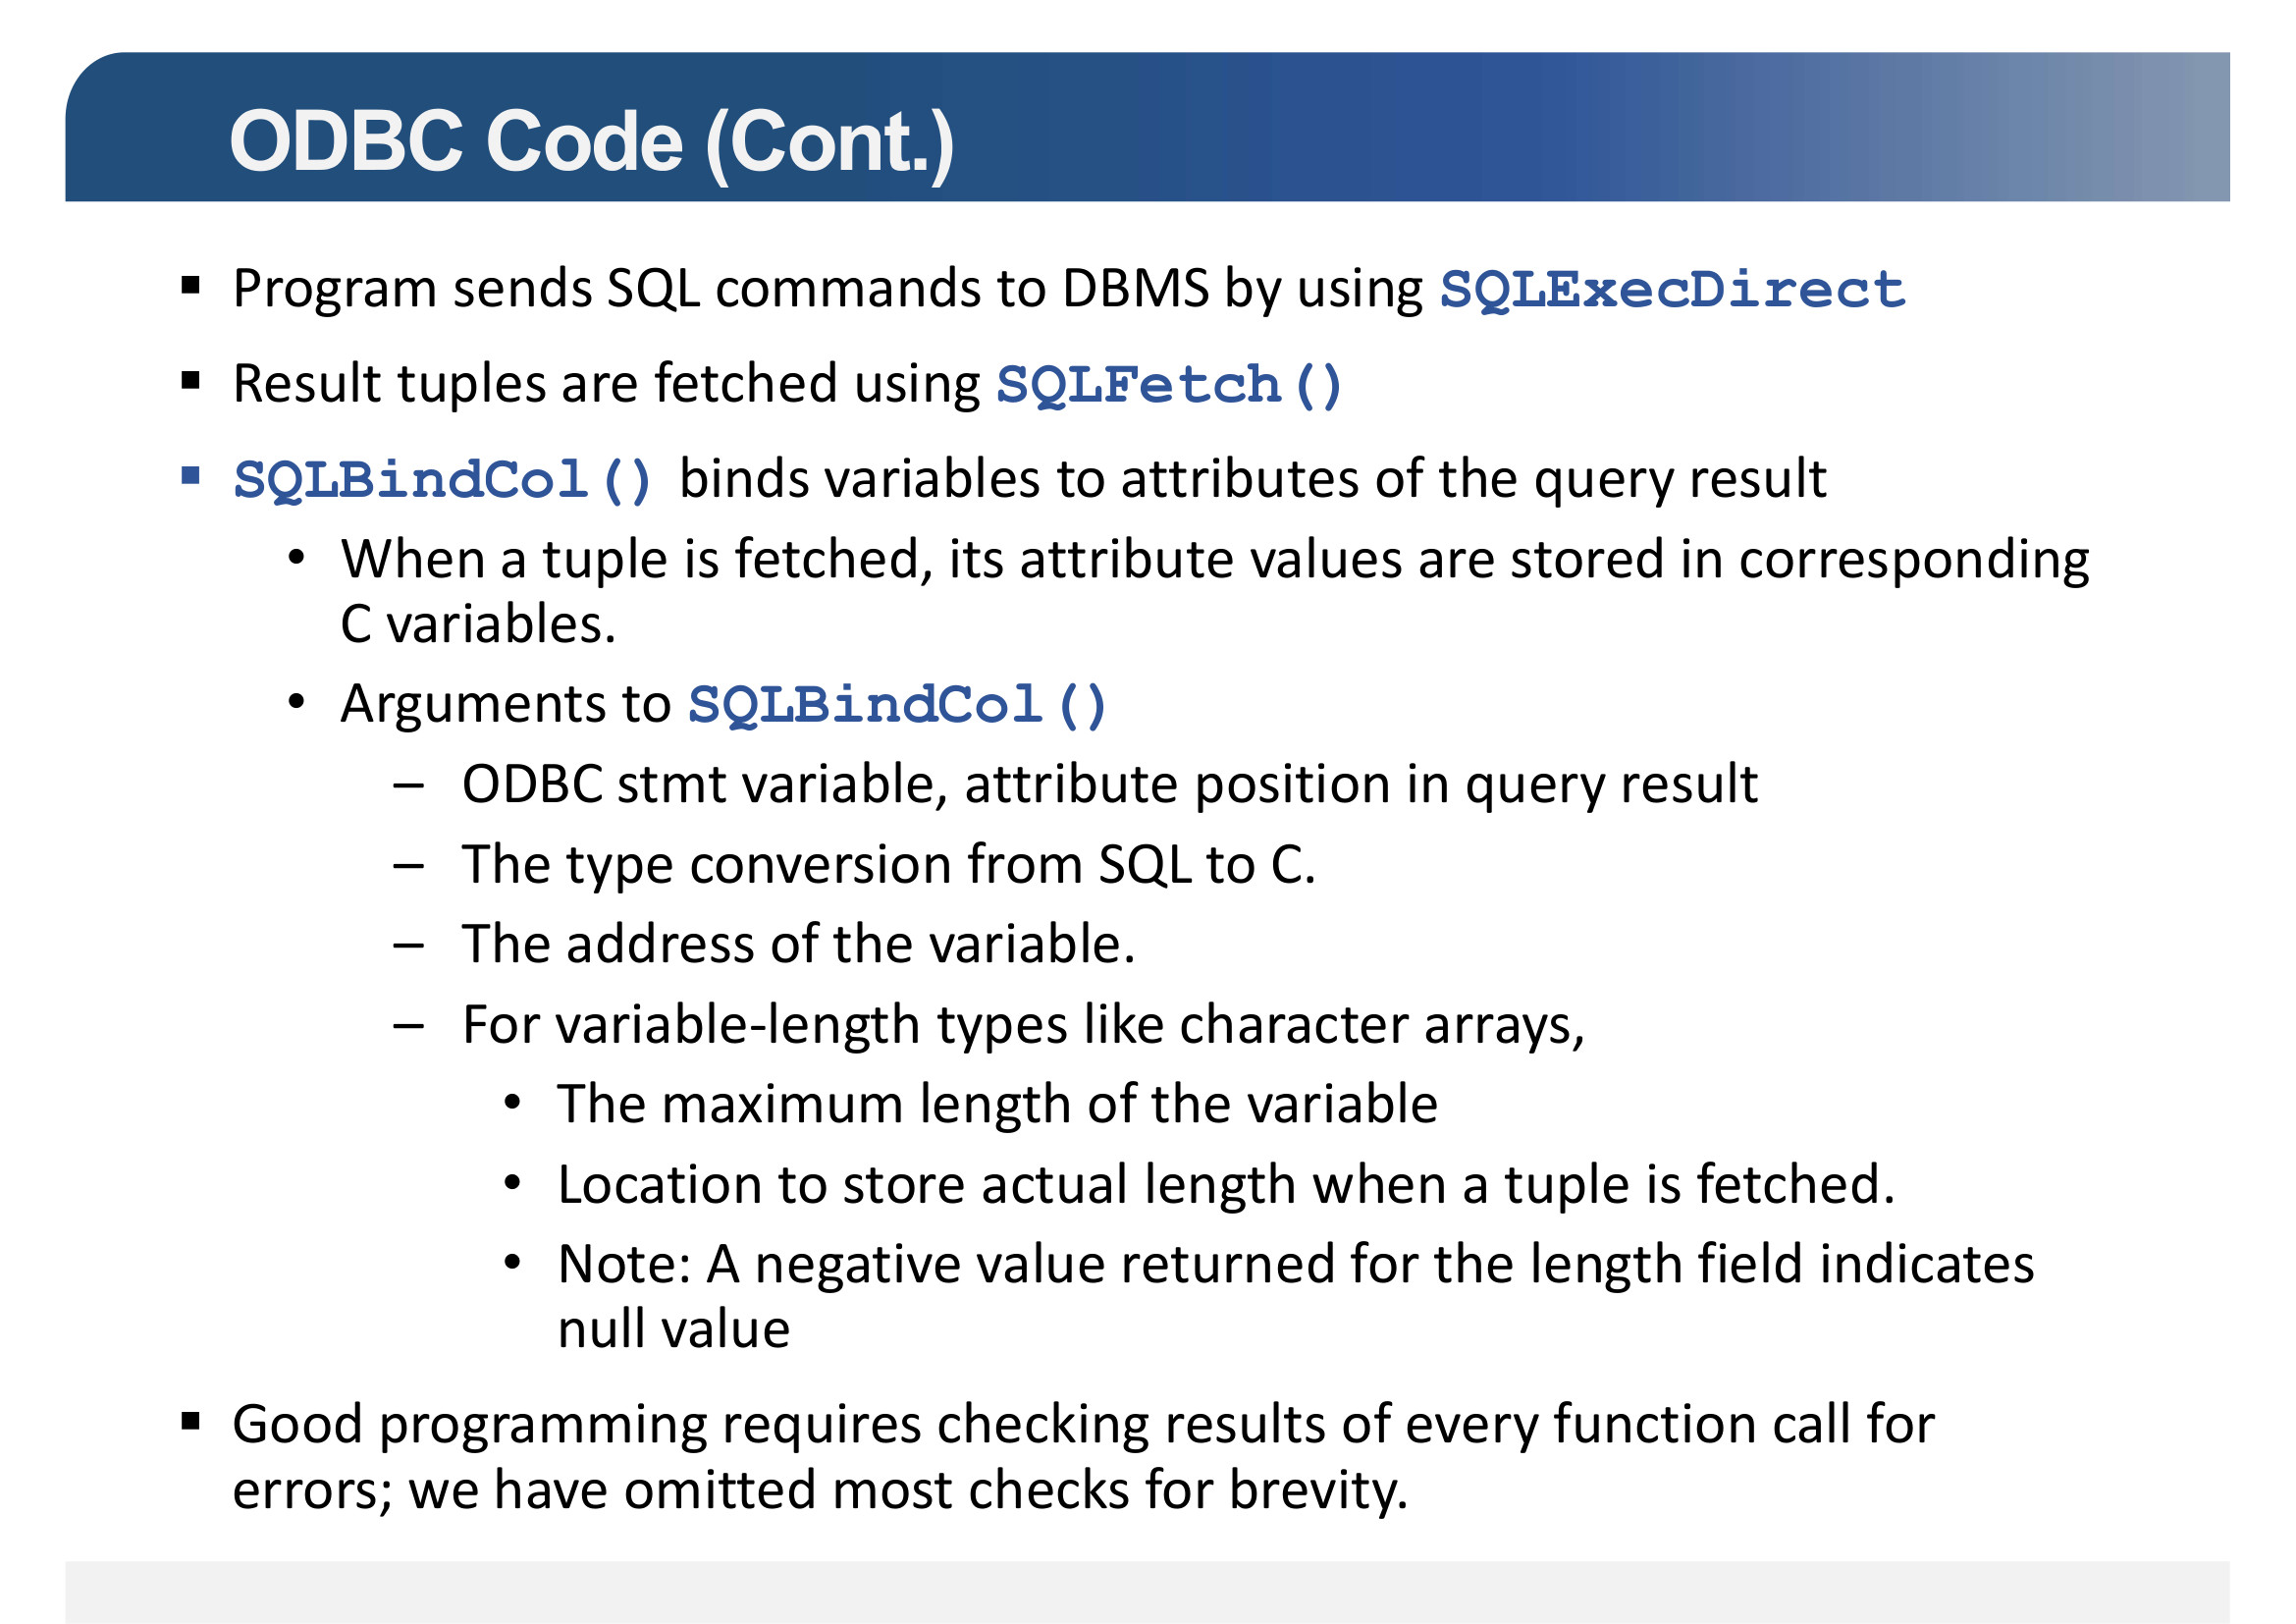 ODBC Code (Cont.)
▪ Program sends SQL commands to DBMS by using SQLExecDirect
▪ Result tuples are fetched using SQLFetch()
▪ SQLBindCol() binds variables to attributes of the query result
• When a tuple is fetched, its attribute values are stored in corresponding
C variables.
• Arguments to SQLBindCol()
– ODBC stmt variable, attribute position in query result
– The type conversion from SQL to C.
– The address of the variable.
– For variable-length types like character arrays,
• The maximum length of the variable
• Location to store actual length when a tuple is fetched.
• Note: A negative value returned for the length field indicates
null value
▪ Good programming requires checking results of every function call for
errors; we have omitted most checks for brevity.